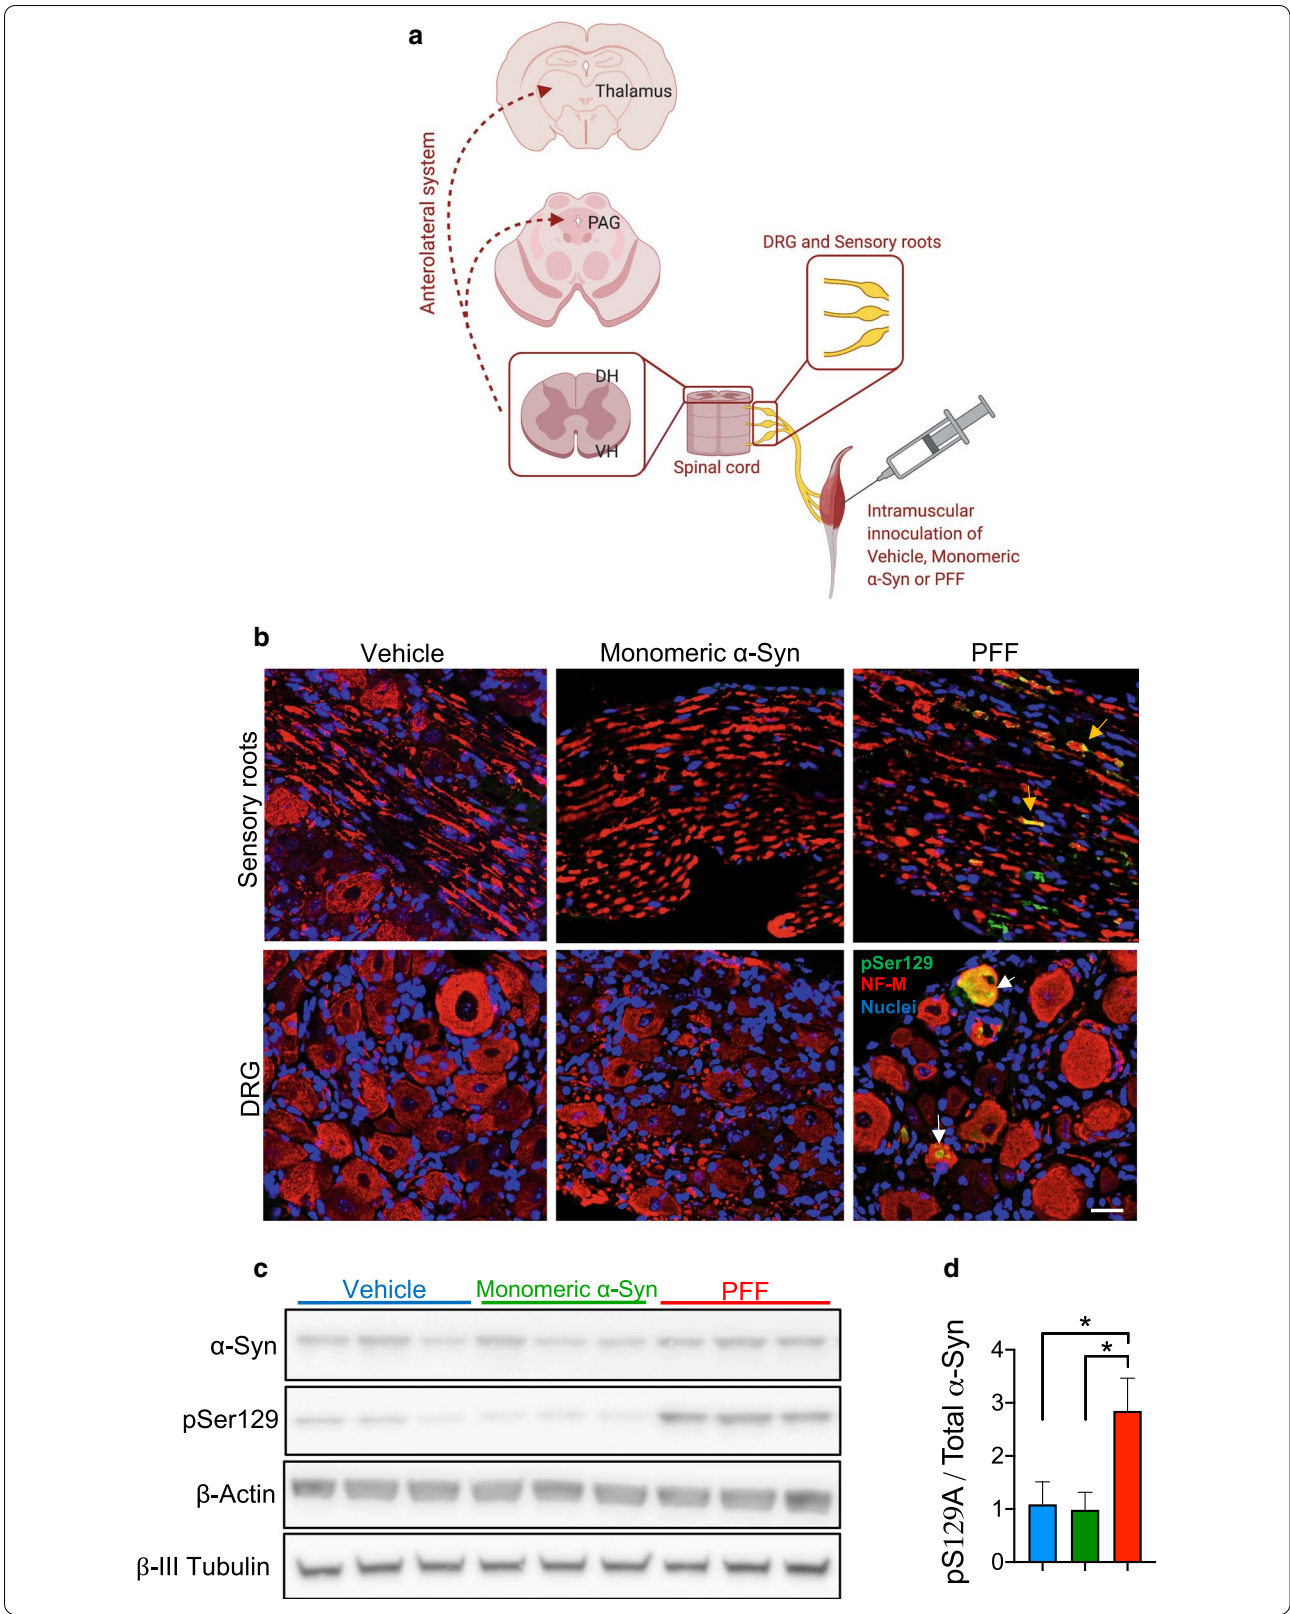 a
Thalamus
Anterolateral system
PAG
DRG and Sensory roots
DH
VH
Spinal cord
Intramuscular
innoculation of
Vehicle, Monomeric
α-Syn or PFF
b
Vehicle
Monomeric α-Syn
PFF
Sensory roots
DRG
pSer129
NF-M
Nuclei
c
Vehicle
Monomeric α-Syn
PFF
α-Syn
pSer129
β-Actin
β-III Tubulin
d
pS129A / Total α-Syn
*
*
4
3
2
1
0